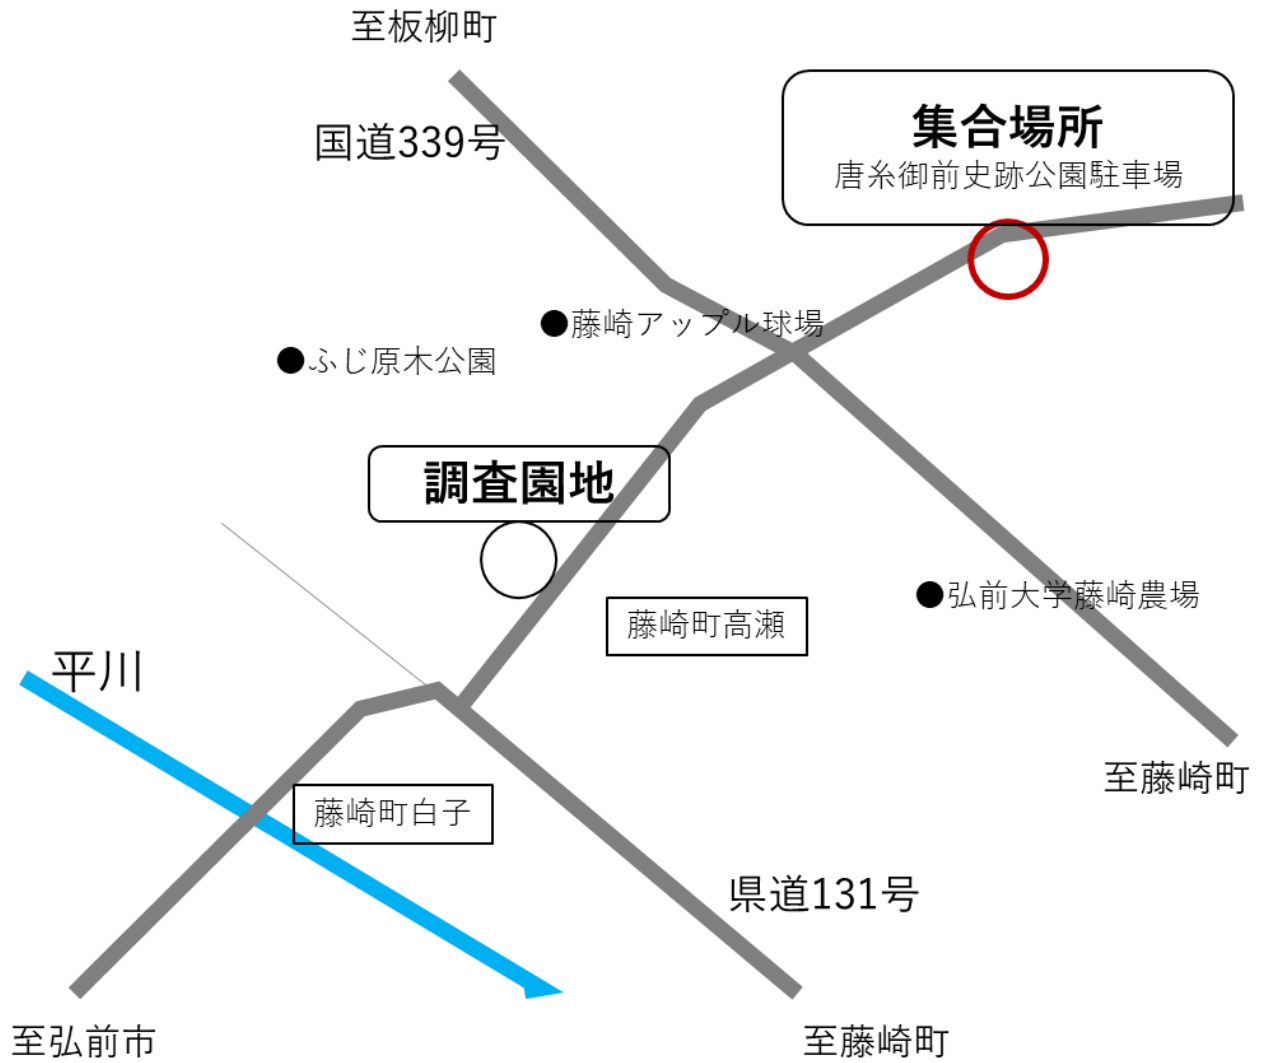 至板柳町
国道339号
集合場所
唐糸御前史跡公園駐車場
●藤崎アップル球場
●ふじ原木公園
調査園地
●弘前大学藤崎農場
藤崎町高瀬
平川
至藤崎町
藤崎町白子
県道131号
至弘前市
至藤崎町